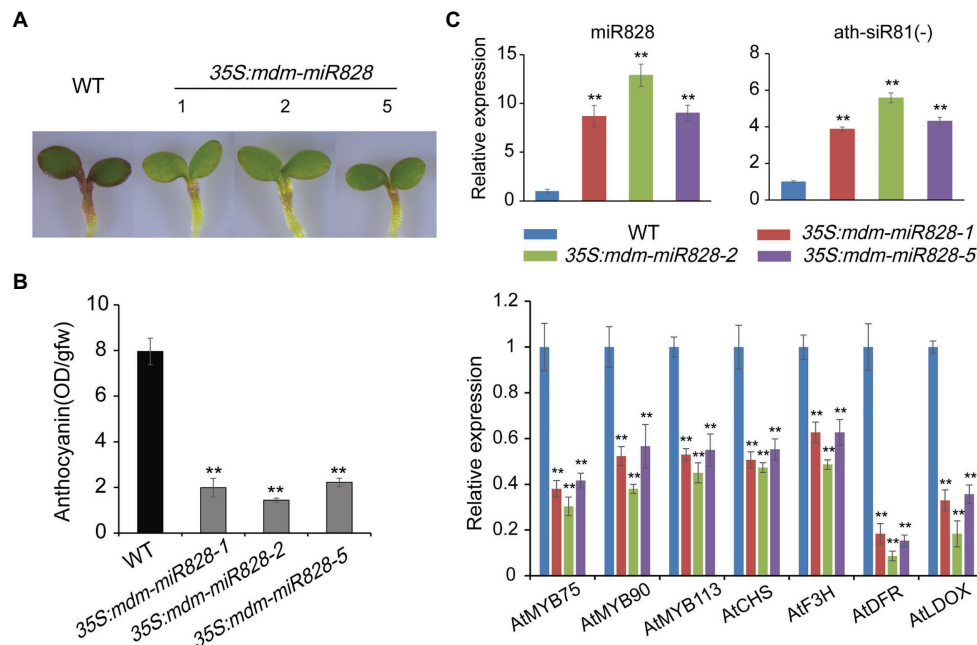 A
WT
35S:mdm-miR828
1 2 5
B
Anthocyanin(OD/gfw)
10
8
6
4
2
0
**
**
**
WT
35S:mdm-miR828-1
35S:mdm-miR828-2
35S:mdm-miR828-5
C
miR828
Relative expression
15
10
5
0
**
**
**
ath-siR81(-)
8
6
4
2
0
**
**
**
WT
35S:mdm-miR828-1
35S:mdm-miR828-2
35S:mdm-miR828-5
Relative expression
1.2
1
0.8
0.6
0.4
0.2
0
** ** **
** ** **
** ** **
** ** **
** ** **
** ** **
** ** **
AtMYB75
AtMYB90
AtMYB113
AtCHS
AtF3H
AtDFR
AtLDOX